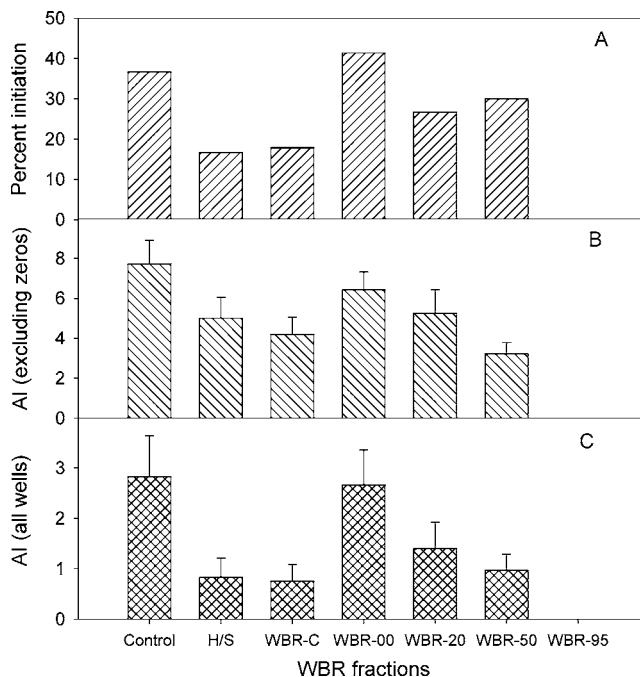 50
40
30
20
10
0
Percent initiation
A
8
6
4
2
0
AI (excluding zeros)
B
3
2
1
0
AI (all wells)
C
Control H/S WBR-C WBR-00 WBR-20 WBR-50 WBR-95
WBR fractions